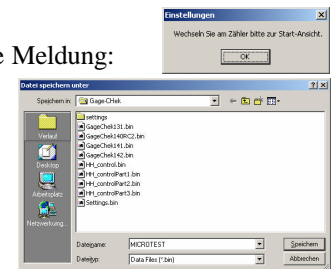 Einstellungen
Wechseln Sie am Zähler bitte zur Start-Ansicht.
OK
e Meldung:
Datei speichern unter
Speichern in
Gage-CHek
Verlauf
Desktop
Arbeitsplatz
Netzwerkumg...
settings
GageChek131.bin
GageChek140RC2.bin
GageChek141.bin
GageChek142.bin
HH_control.bin
HH_controlPart1.bin
HH_controlPart2.bin
HH_controlPart3.bin
Settings.bin
Dateiname: MICROTEST Speichern
Dateityp: Data Files (*.bin) Abbrechen